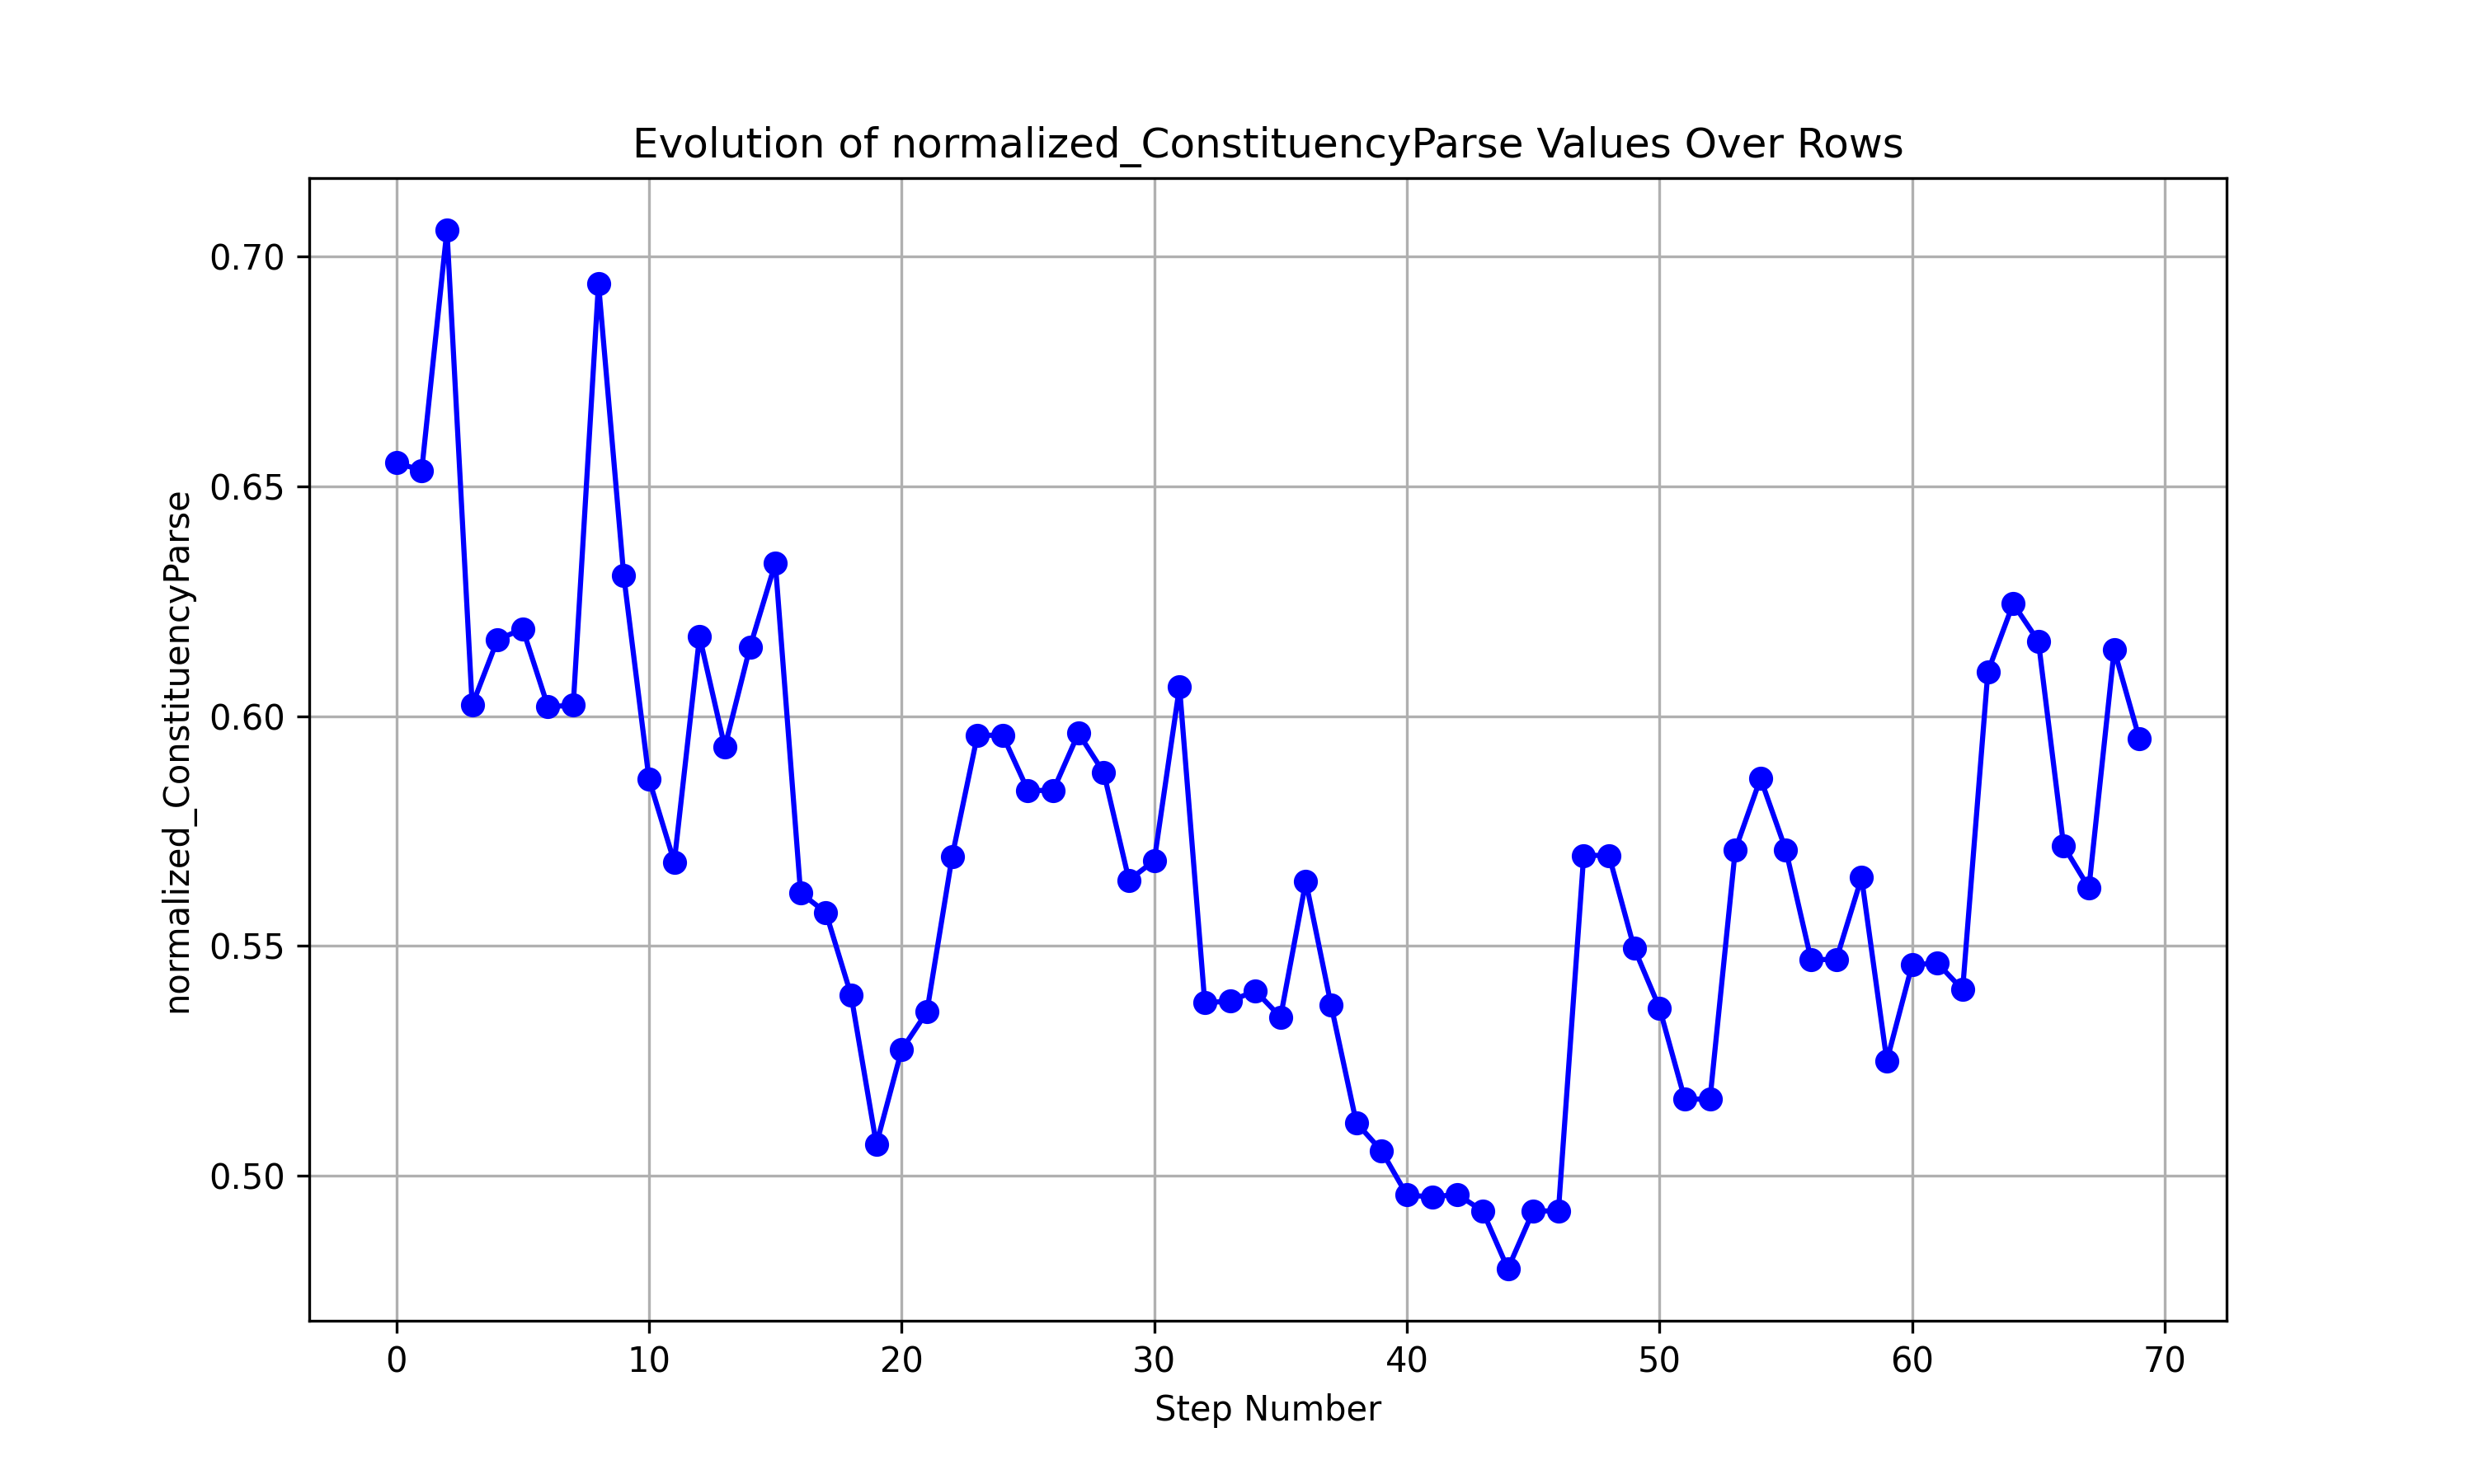 Evolution of normalized_ConstituencyParse Values Over Rows
normalized_ConstituencyParse
0.70
0.65
0.60
0.55
0.50
0 10 20 30 40 50 60 70
Step Number